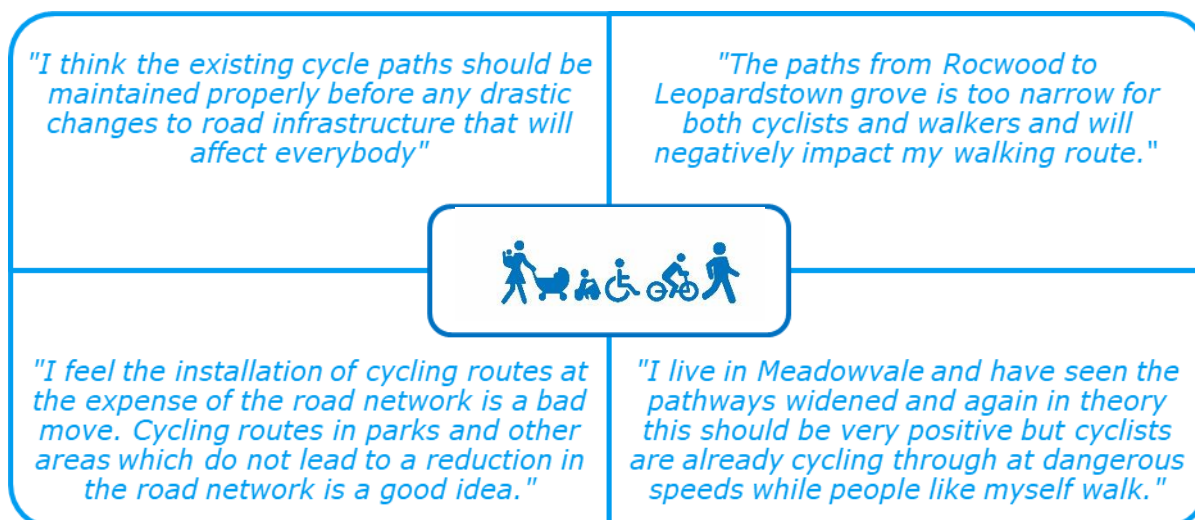 "I think the existing cycle paths should be
maintained properly before any drastic
changes to road infrastructure that will
affect everybody"
"The paths from Rocwood to
Leopardstown grove is too narrow for
both cyclists and walkers and will
negatively impact my walking route."
"I feel the installation of cycling routes at
the expense of the road network is a bad
move. Cycling routes in parks and other
areas which do not lead to a reduction in
the road network is a good idea."
"I live in Meadowvale and have seen the
pathways widened and again in theory
this should be very positive but cyclists
are already cycling through at dangerous
speeds while people like myself walk."